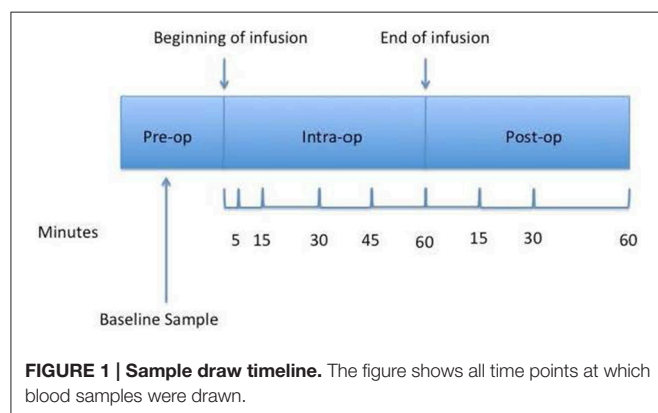 Beginning of infusion End of infusion
Pre-op Intra-op Post-op
Minutes 5 15 30 45 60 15 30 60
Baseline Sample
FIGURE 1 | Sample draw timeline. The figure shows all time points at which
blood samples were drawn.